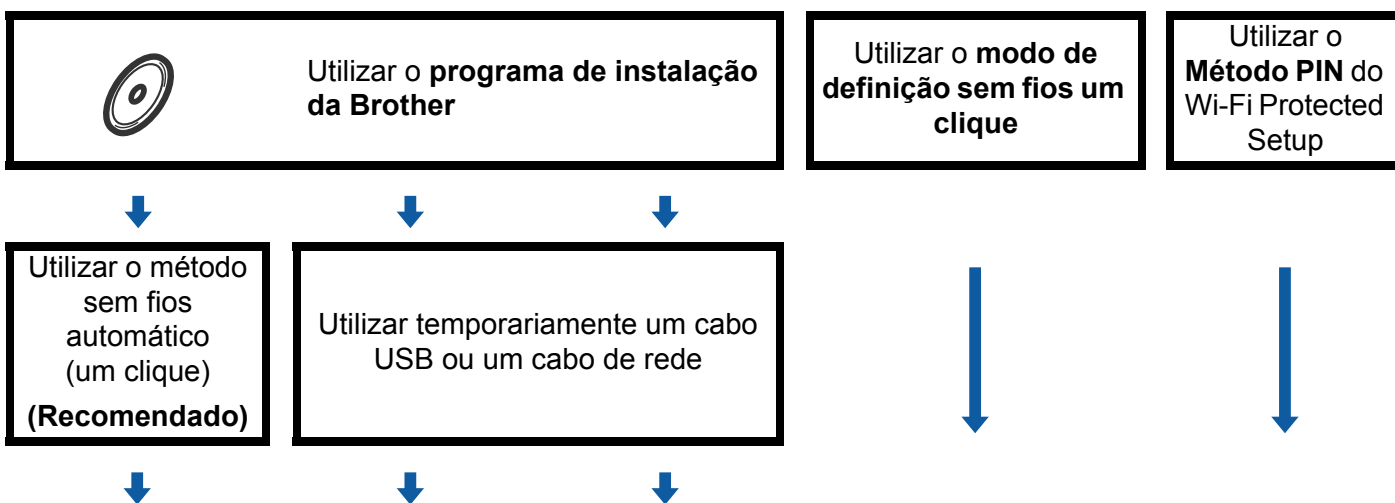 Utilizar o programa de instalação
da Brother
Utilizar o modo de
definição sem fios um
clique
Utilizar o
Método PIN do
Wi-Fi Protected
Setup
Utilizar o método
sem fios
automático
(um clique)
(Recomendado)
Utilizar temporariamente um cabo
USB ou um cabo de rede